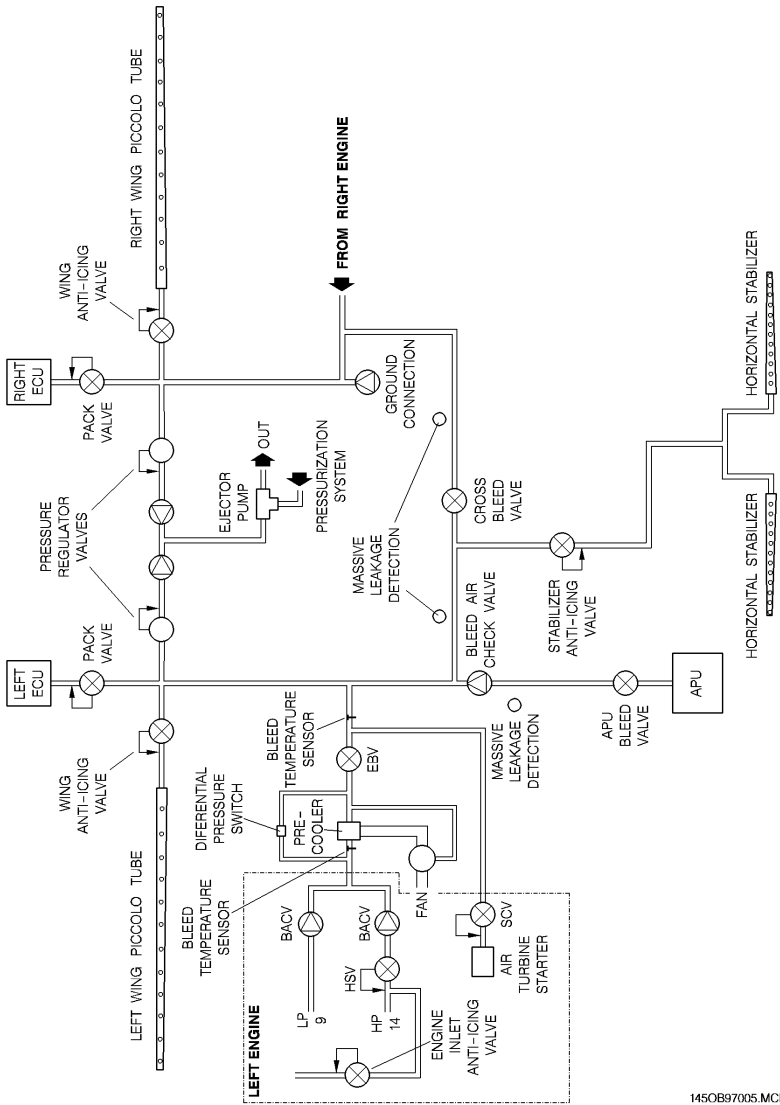 LEFT WING PICCOLO TUBE
RIGHT WING PICCOLO TUBE
WING
ANTI-ICING
VALVE
WING
ANTI-ICING
VALVE
LEFT
ECU
PACK
VALVE
PRESSURE
REGULATOR
VALVES
PACK
VALVE
RIGHT
ECU
EJECTOR
PUMP
OUT
PRESSURIZATION
SYSTEM
FROM RIGHT ENGINE
GROUND
CONNECTION
MASSIVE
LEAKAGE
DETECTION
DIFERENTIAL
PRESSURE
SWITCH
BLEED
TEMPERATURE
SENSOR
PRE-
COOLER
EBV
BLEED
TEMPERATURE
SENSOR
BACV
BACV
FAN
LEFT ENGINE
LP
9
HP
14
HSV
ENGINE
INLET
ANTI-ICING
VALVE
SCV
AIR
TURBINE
STARTER
BLEED AIR
CHECK VALVE
CROSS
BLEED
VALVE
MASSIVE
LEAKAGE
DETECTION
STABILIZER
ANTI-ICING
VALVE
APU
BLEED
VALVE
APU
HORIZONTAL STABILIZER
HORIZONTAL STABILIZER
145OB97005.MC